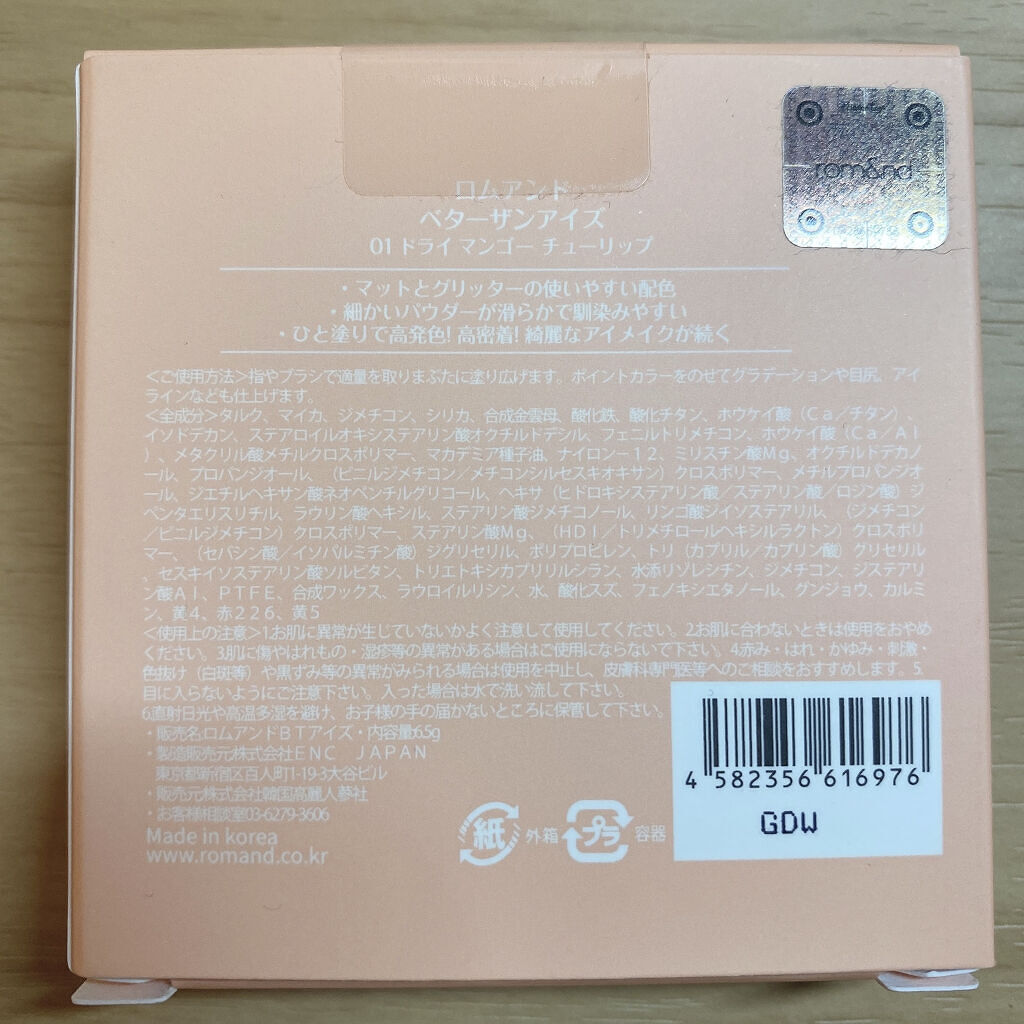 ロムアンド
ベターザンアイズ
01 ドライ マンゴー チューリップ
rom&nd
・マットとグリッターの使いやすい配色
・細かいパウダーが滑らかで馴染みやすい
・ひと塗りで高発色! 高密着! 綺麗なアイメイクが続く
＜ご使用方法＞指やブラシで適量を取りまぶたに塗り広げます。ポイントカラーをのせてグラデーションや目尻、アイ
ラインなども仕上げます。
＜全成分＞タルク、マイカ、ジメチコン、シリカ、合成金雲母、酸化鉄、酸化チタン、ホウケイ酸（Ｃａ／チタン）、
イソドデカン、ステアロイルオキシステアリン酸オクチルドデシル、フェニルトリメチコン、ホウケイ酸（Ｃａ／Ａｌ
）、メタクリル酸メチルクロスポリマー、マカデミア種子油、ナイロン－１２、ミリスチン酸Ｍｇ、オクチルドデカノ
ール、プロパンジオール、（ビニルジメチコン／メチコンシルセスキオキサン）クロスポリマー、メチルプロパンジオ
ール、ジエチルヘキサン酸ネオペンチルグリコール、ヘキサ（ヒドロキシステアリン酸／ステアリン酸／ロジン酸）ジ
ペンタエリスリチル、ラウリン酸ヘキシル、ステアリン酸ジメチコノール、リンゴ酸ジイソステアリル、（ジメチコン
／ビニルジメチコン）クロスポリマー、ステアリン酸Ｍｇ、（ＨＤＩ／トリメチロールヘキシルラクトン）クロスポリ
マー、（セバシン酸／イソパルミチン酸）ジグリセリル、ポリプロピレン、トリ（カプリル／カプリン酸）グリセリル
、セスキイソステアリン酸ソルビタン、トリエトキシカプリリルシラン、水添リゾレシチン、ジメチコン、ジステアリ
ン酸Ａｌ、ＰＴＦＥ、合成ワックス、ラウロイルリシン、水、酸化スズ、フェノキシエタノール、グンジョウ、カルミ
ン、黄４、赤２２６、黄５
＜使用上の注意＞1.お肌に異常が生じていないかよく注意して使用してください。2.お肌に合わないときは使用をおやめ
ください。3.肌に傷やはれもの・湿疹等の異常がある場合はご使用にならないで下さい。4.赤み・はれ・かゆみ・刺激・
色抜け（白斑等）や黒ずみ等の異常がみられる場合は使用を中止し、皮膚科専門医等へのご相談をおすすめします。5.
目に入らないようにご注意下さい。入った場合は水で洗い流して下さい。
6.直射日光や高温多湿を避け、お子様の手の届かないところに保管して下さい。
・販売名ロムアンドＢＴアイズ・内容量6.5g
・製造販売元株式会社ＥＮＣ　ＪＡＰＡＮ
東京都新宿区百人町1-19-3大谷ビル
・販売元株式会社韓国高麗人蔘社
・お客様相談室03-6279-3606
Made in korea
www.romand.co.kr
紙 外箱 プラ 容器
4 582356 616976
GDW